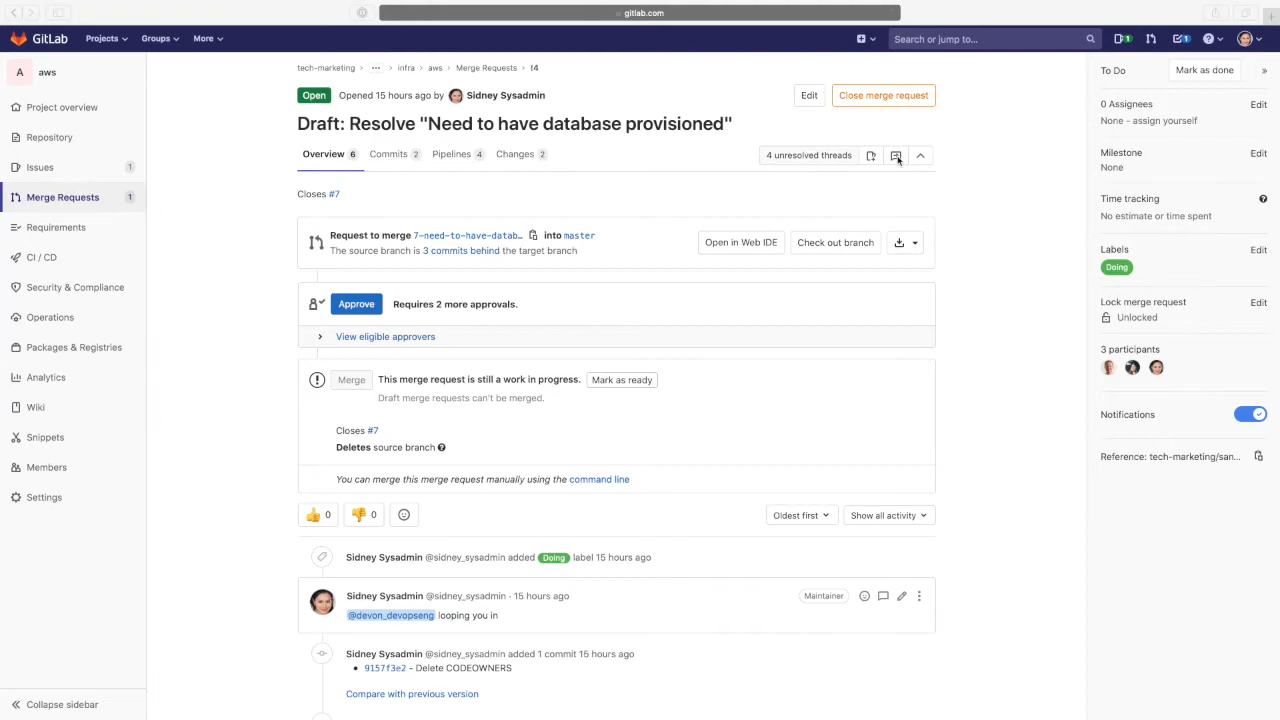 gitlab.com
GitLab
Projects
Groups
More
Search or jump to...
1
1
A aws
Project overview
Repository
Issues 1
Merge Requests 1
Requirements
CI / CD
Security & Compliance
Operations
Packages & Registries
Analytics
Wiki
Snippets
Members
Settings
Collapse sidebar
tech-marketing > ... > infra > aws > Merge Requests > !4
Open Opened 15 hours ago by Sidney Sysadmin
Edit
Close merge request
Draft: Resolve "Need to have database provisioned"
Overview 6
Commits 2
Pipelines 4
Changes 2
4 unresolved threads
Closes #7
Request to merge 7-need-to-have-datab… into master
The source branch is 3 commits behind the target branch
Open in Web IDE
Check out branch
Approve Requires 2 more approvals.
View eligible approvers
Merge This merge request is still a work in progress. Mark as ready
Draft merge requests can't be merged.
Closes #7
Deletes source branch
You can merge this merge request manually using the command line
0
0
Oldest first
Show all activity
Sidney Sysadmin @sidney_sysadmin added Doing label 15 hours ago
Sidney Sysadmin @sidney_sysadmin · 15 hours ago
Maintainer
@devon_devopseng looping you in
Sidney Sysadmin @sidney_sysadmin added 1 commit 15 hours ago
• 9157f3e2 - Delete CODEOWNERS
Compare with previous version
To Do
Mark as done
0 Assignees
Edit
None - assign yourself
Milestone
Edit
None
Time tracking
No estimate or time spent
Labels
Edit
Doing
Lock merge request
Edit
Unlocked
3 participants
Notifications
Reference: tech-marketing/san...